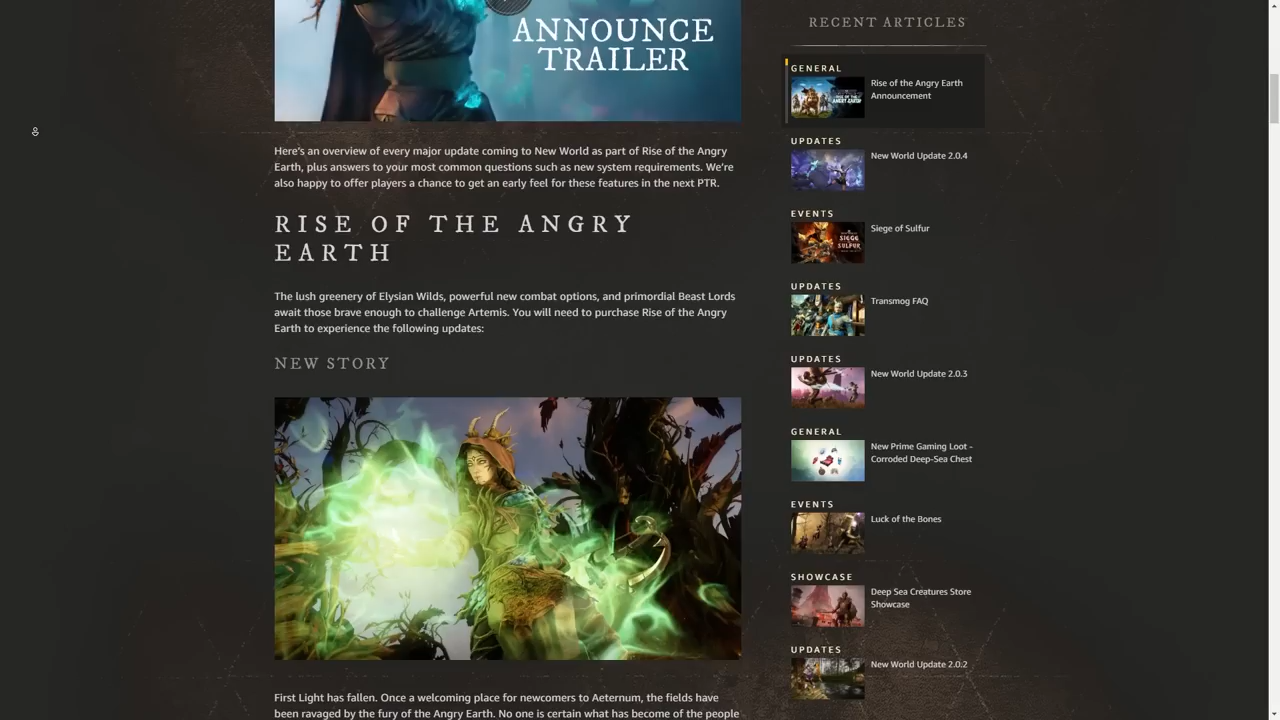 ANNOUNCE
TRAILER
Here's an overview of every major update coming to New World as part of Rise of the Angry
Earth, plus answers to your most common questions such as new system requirements. We're
also happy to offer players a chance to get an early feel for these features in the next PTR.
RISE OF THE ANGRY
EARTH
The lush greenery of Elysian Wilds, powerful new combat options, and primordial Beast Lords
await those brave enough to challenge Artemis. You will need to purchase Rise of the Angry
Earth to experience the following updates:
NEW STORY
First Light has fallen. Once a welcoming place for newcomers to Aeternum, the fields have
been ravaged by the fury of the Angry Earth. No one is certain what has become of the people
RECENT ARTICLES
GENERAL
Rise of the Angry Earth
Announcement
UPDATES
New World Update 2.0.4
EVENTS
SIEGE
SULFUR
Siege of Sulfur
UPDATES
Transmog FAQ
UPDATES
New World Update 2.0.3
GENERAL
New Prime Gaming Loot -
Corroded Deep-Sea Chest
EVENTS
Luck of the Bones
SHOWCASE
Deep Sea Creatures Store
Showcase
UPDATES
New World Update 2.0.2